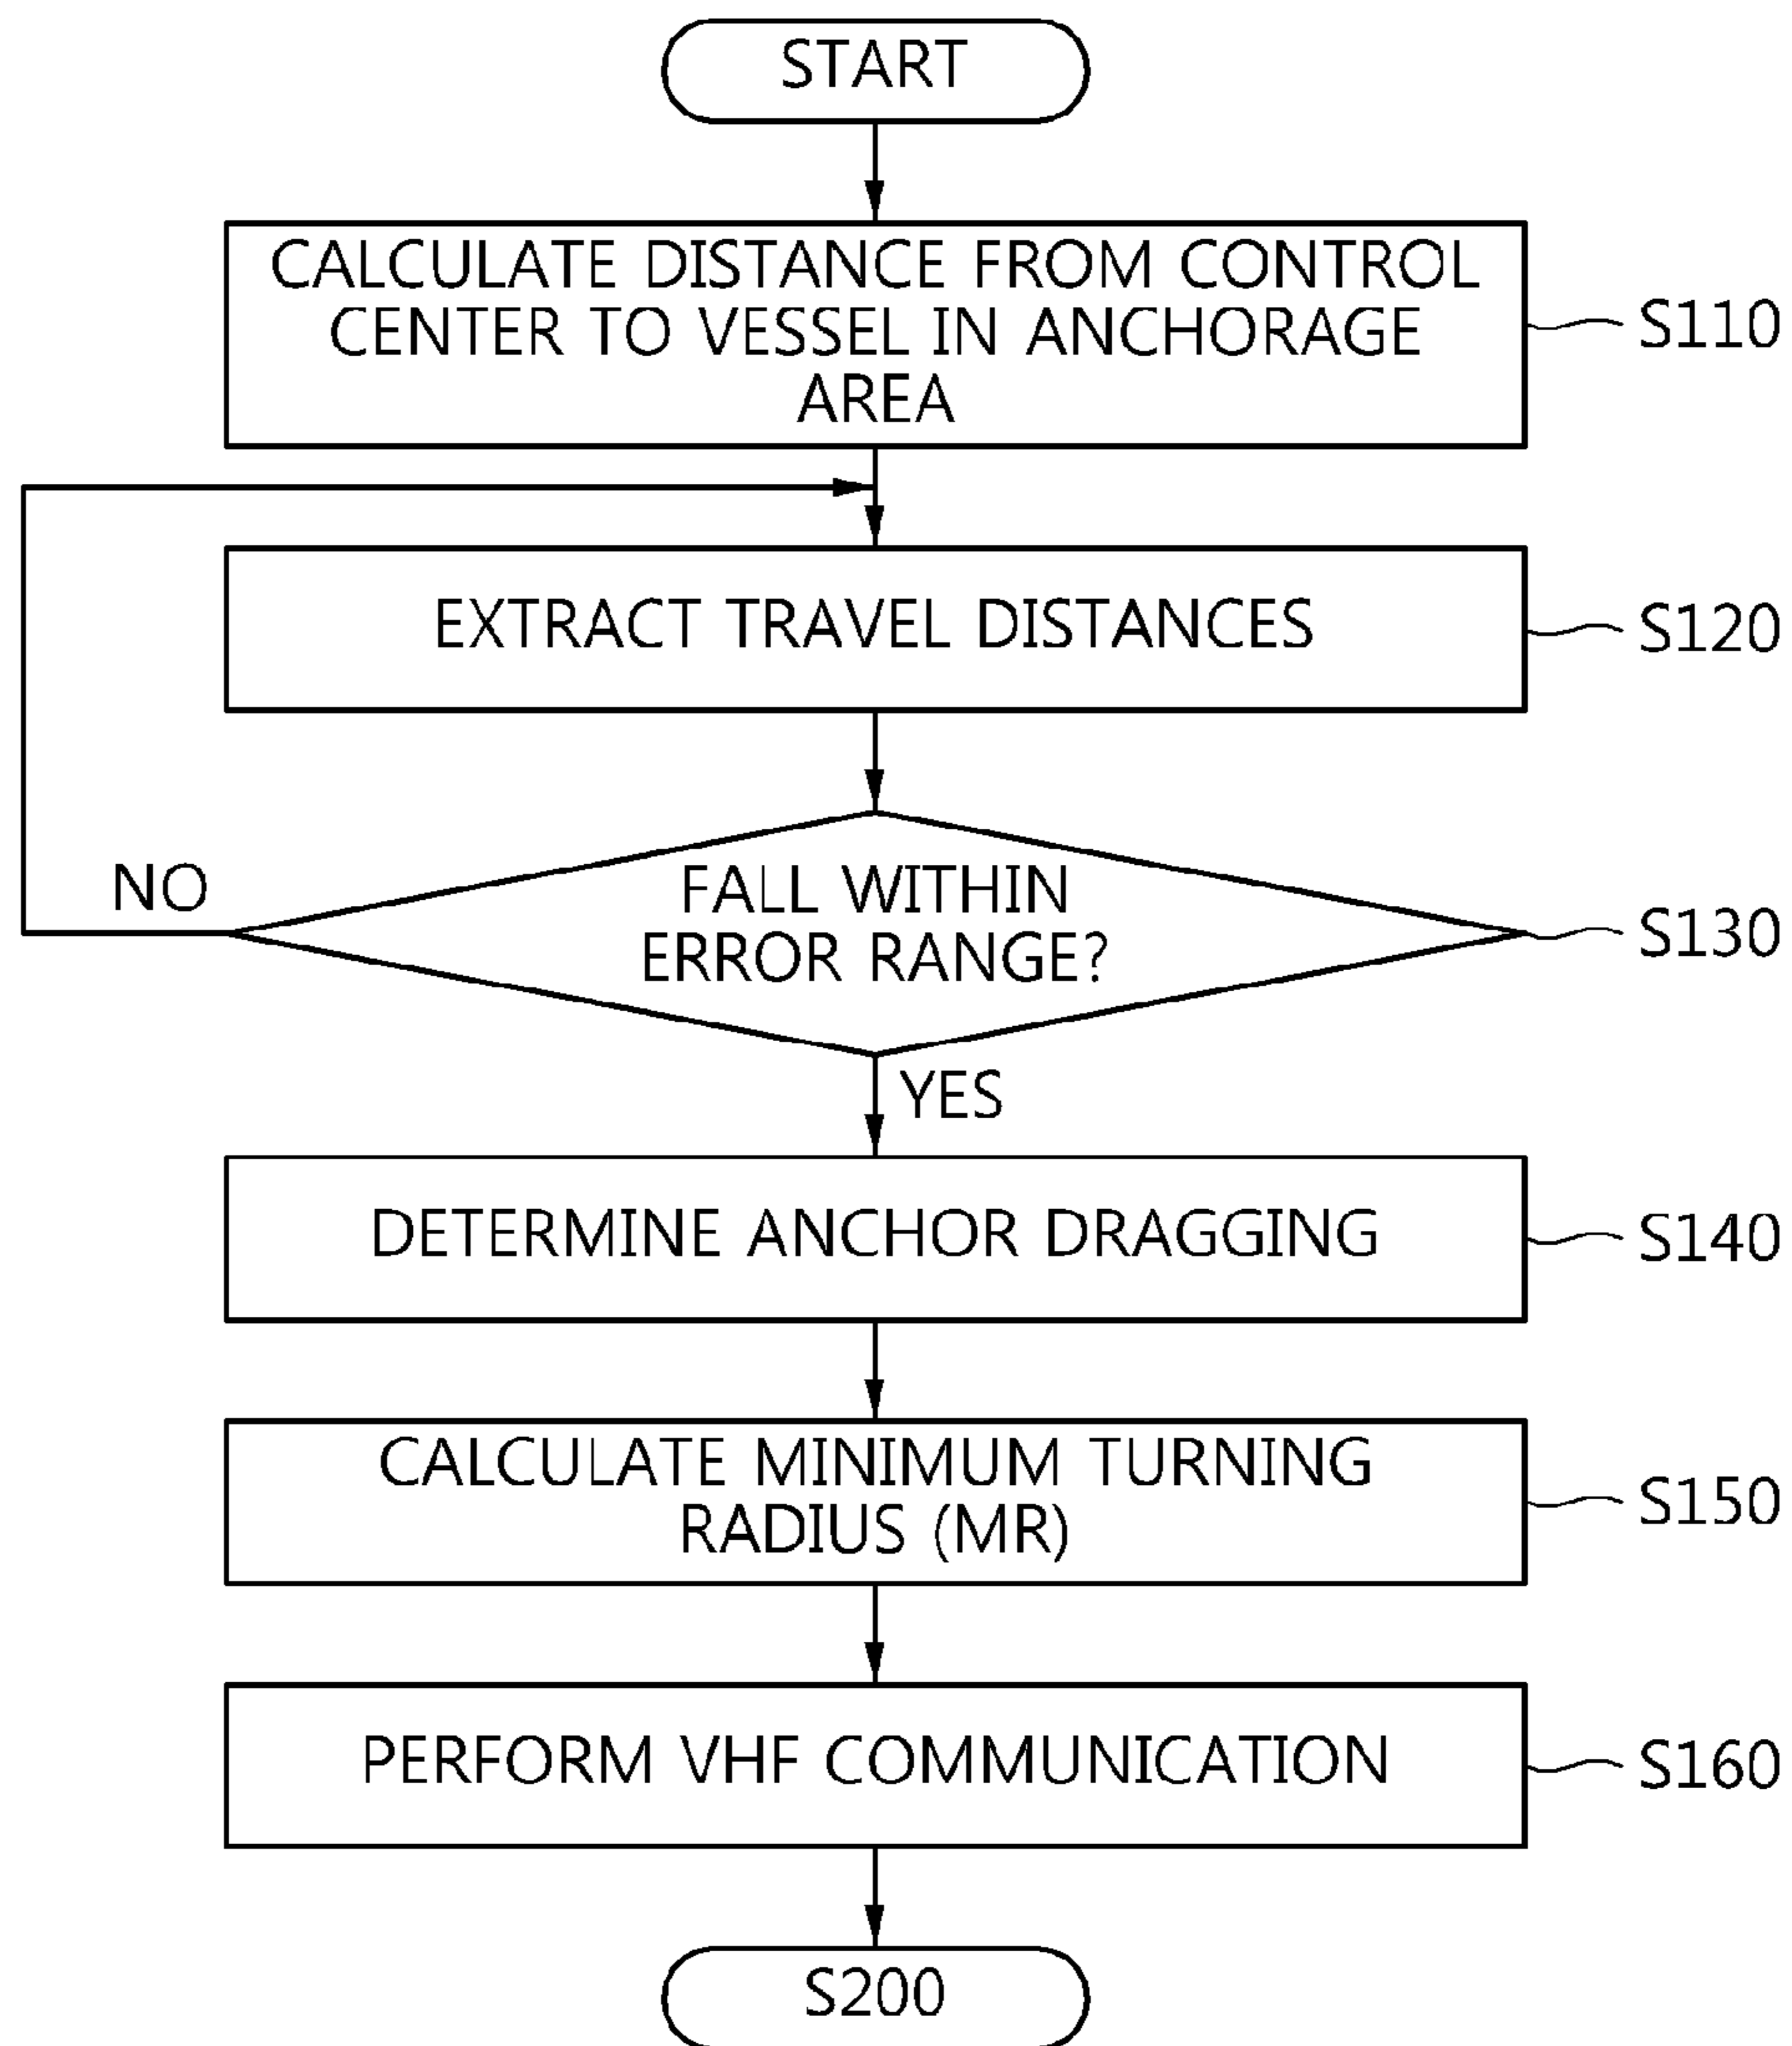 START
CALCULATE DISTANCE FROM CONTROL
CENTER TO VESSEL IN ANCHORAGE
AREA
S110
EXTRACT TRAVEL DISTANCES
S120
NO
FALL WITHIN
ERROR RANGE?
S130
YES
DETERMINE ANCHOR DRAGGING
S140
CALCULATE MINIMUM TURNING
RADIUS (MR)
S150
PERFORM VHF COMMUNICATION
S160
S200